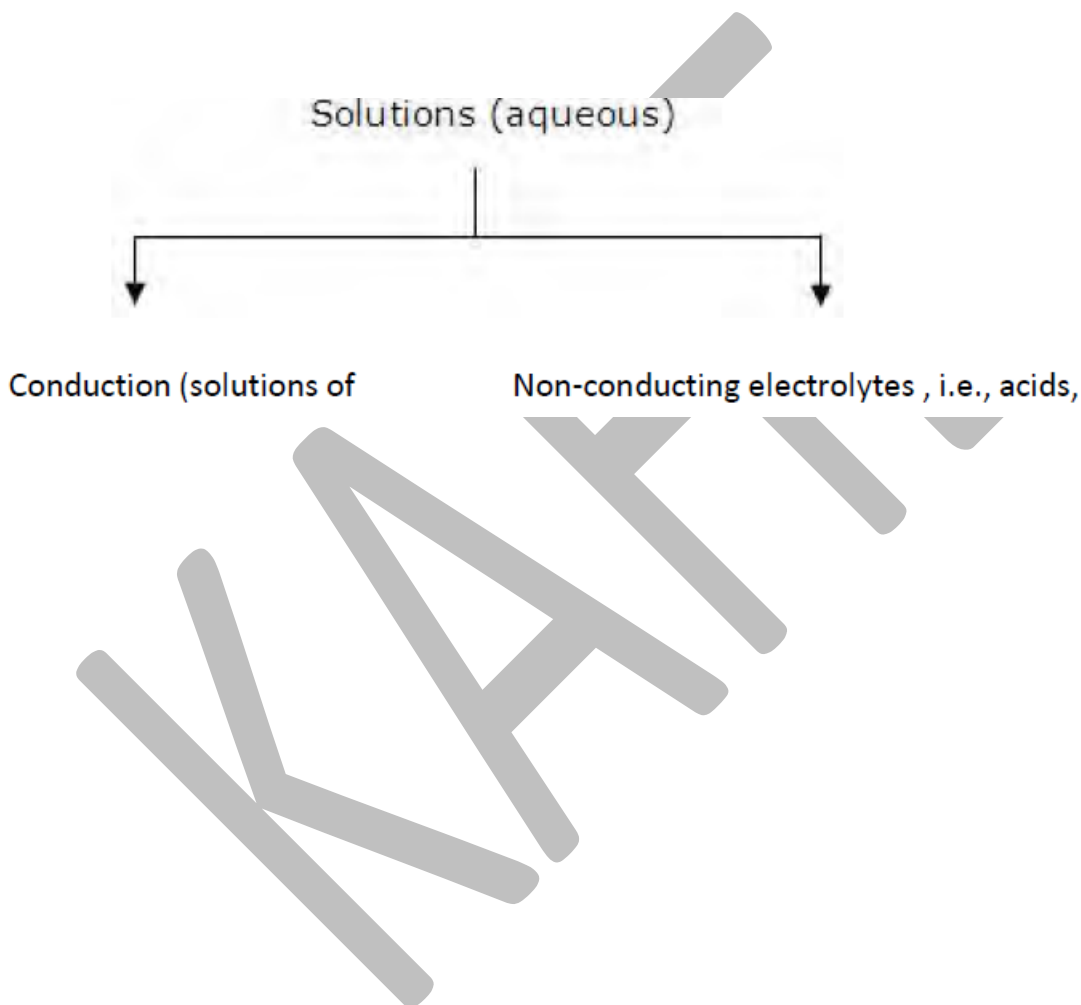 Solutions (aqueous)
Conduction (solutions of Non-conducting electrolytes , i.e., acids,